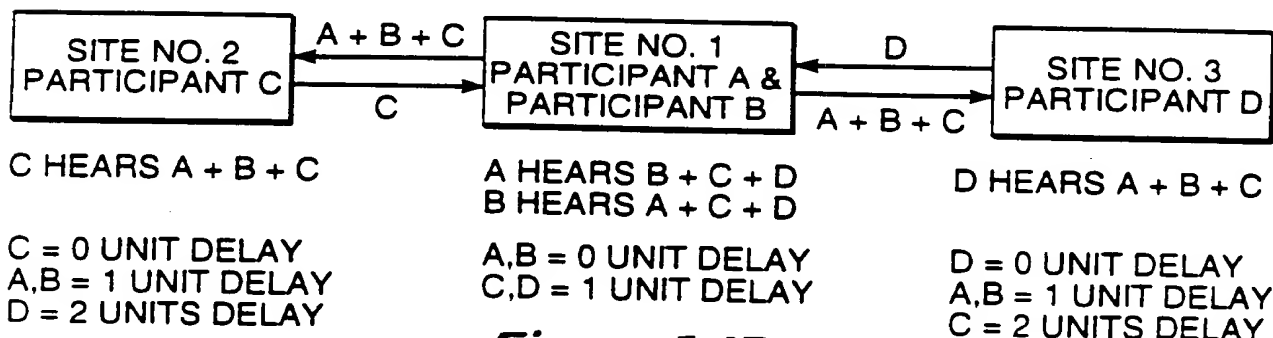 SITE NO. 2
PARTICIPANT C
A + B + C
C
SITE NO. 1
PARTICIPANT A &
PARTICIPANT B
D
A + B + C
SITE NO. 3
PARTICIPANT D
C HEARS A + B + C
A HEARS B + C + D
B HEARS A + C + D
D HEARS A + B + C
C = 0 UNIT DELAY
A,B = 1 UNIT DELAY
D = 2 UNITS DELAY
A,B = 0 UNIT DELAY
C,D = 1 UNIT DELAY
D = 0 UNIT DELAY
A,B = 1 UNIT DELAY
C = 2 UNITS DELAY